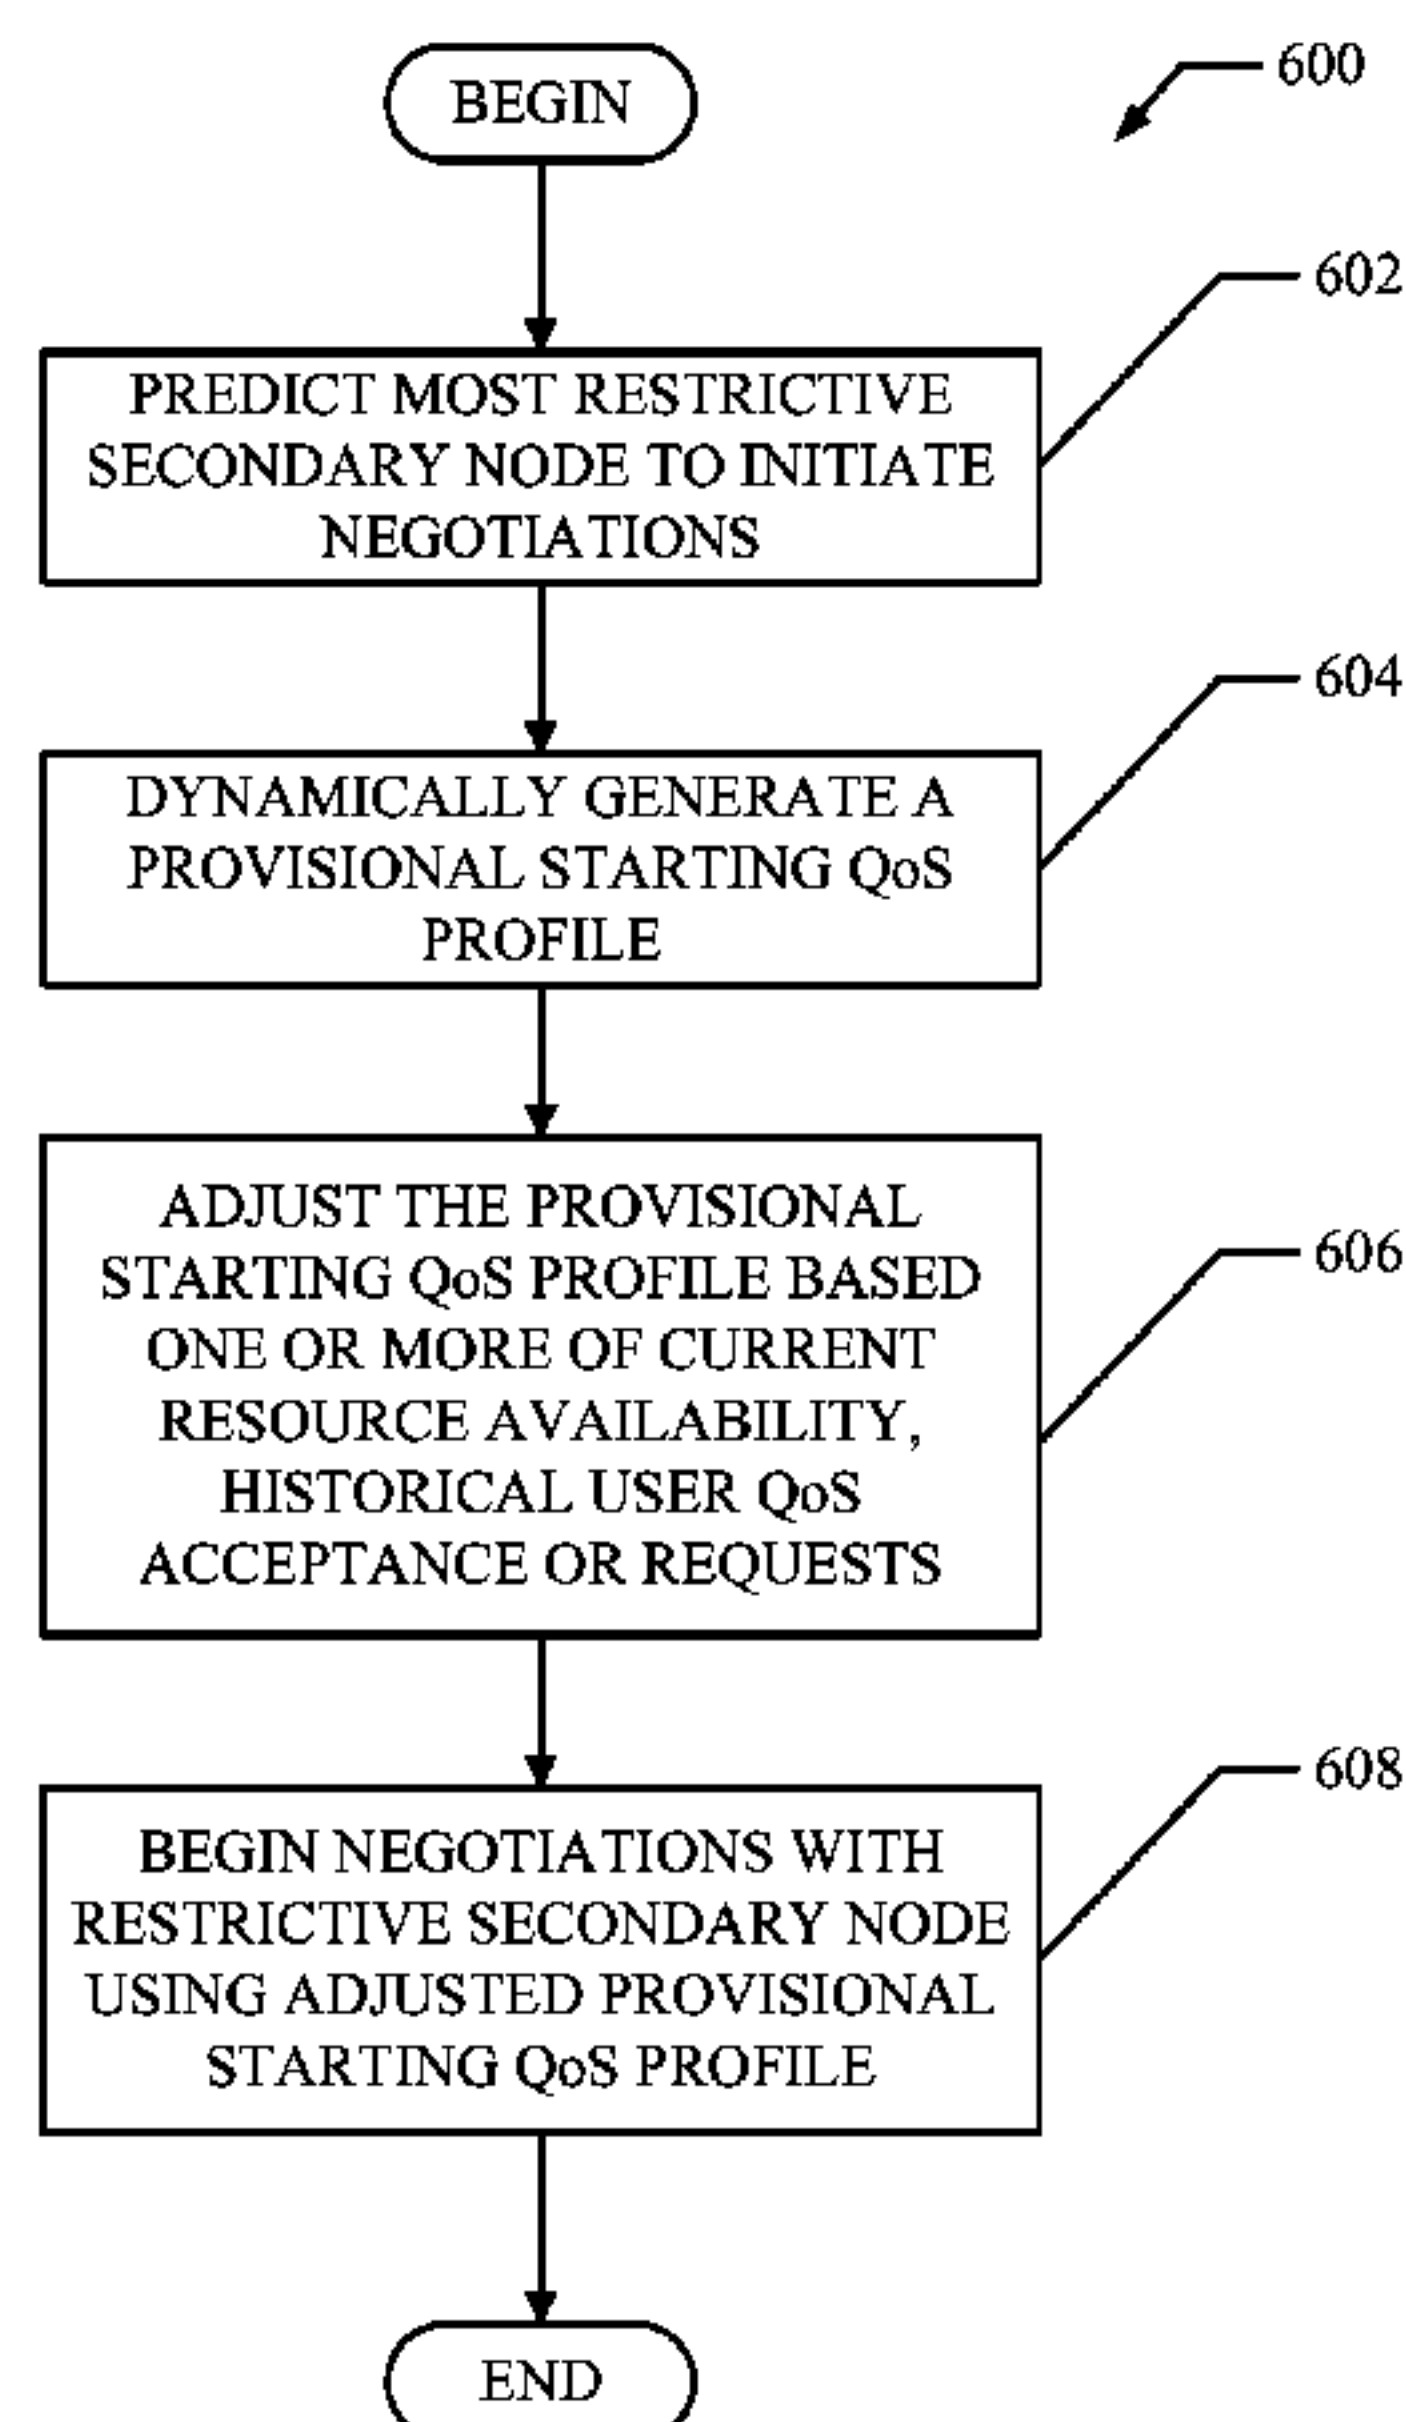 BEGIN
600
602
PREDICT MOST RESTRICTIVE
SECONDARY NODE TO INITIATE
NEGOTIATIONS
604
DYNAMICALLY GENERATE A
PROVISIONAL STARTING QoS
PROFILE
606
ADJUST THE PROVISIONAL
STARTING QoS PROFILE BASED
ONE OR MORE OF CURRENT
RESOURCE AVAILABILITY,
HISTORICAL USER QoS
ACCEPTANCE OR REQUESTS
608
BEGIN NEGOTIATIONS WITH
RESTRICTIVE SECONDARY NODE
USING ADJUSTED PROVISIONAL
STARTING QoS PROFILE
END